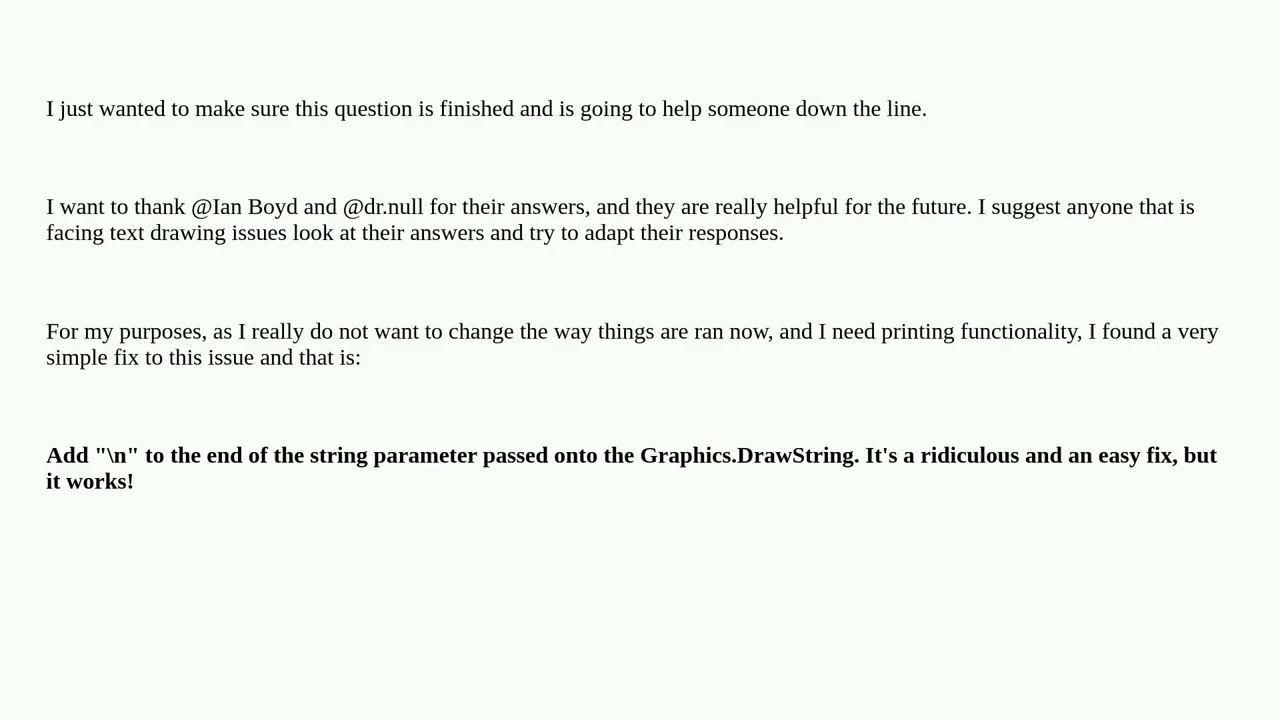 I just wanted to make sure this question is finished and is going to help someone down the line.
I want to thank @Ian Boyd and @dr.null for their answers, and they are really helpful for the future. I suggest anyone that is
facing text drawing issues look at their answers and try to adapt their responses.
For my purposes, as I really do not want to change the way things are ran now, and I need printing functionality, I found a very
simple fix to this issue and that is:
Add "\n" to the end of the string parameter passed onto the Graphics.DrawString. It's a ridiculous and an easy fix, but
it works!